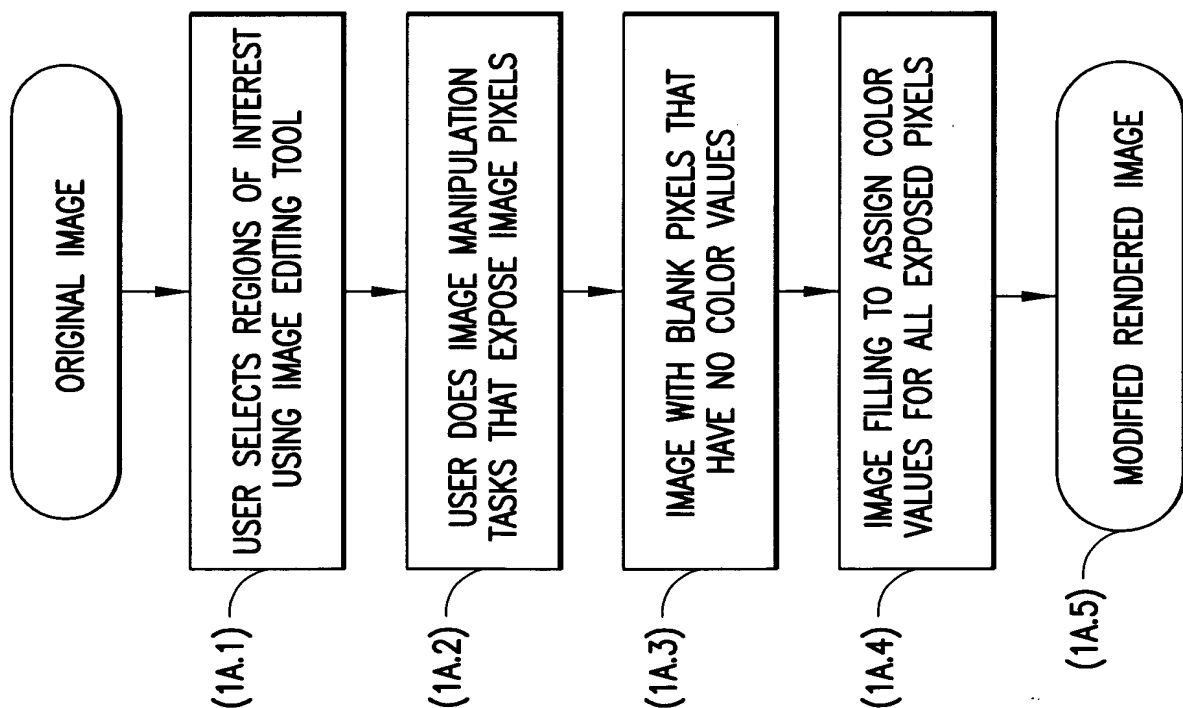 ORIGINAL IMAGE
(1A.1)
USER SELECTS REGIONS OF INTEREST
USING IMAGE EDITING TOOL
(1A.2)
USER DOES IMAGE MANIPULATION
TASKS THAT EXPOSE IMAGE PIXELS
(1A.3)
IMAGE WITH BLANK PIXELS THAT
HAVE NO COLOR VALUES
(1A.4)
IMAGE FILLING TO ASSIGN COLOR
VALUES FOR ALL EXPOSED PIXELS
(1A.5)
MODIFIED RENDERED IMAGE